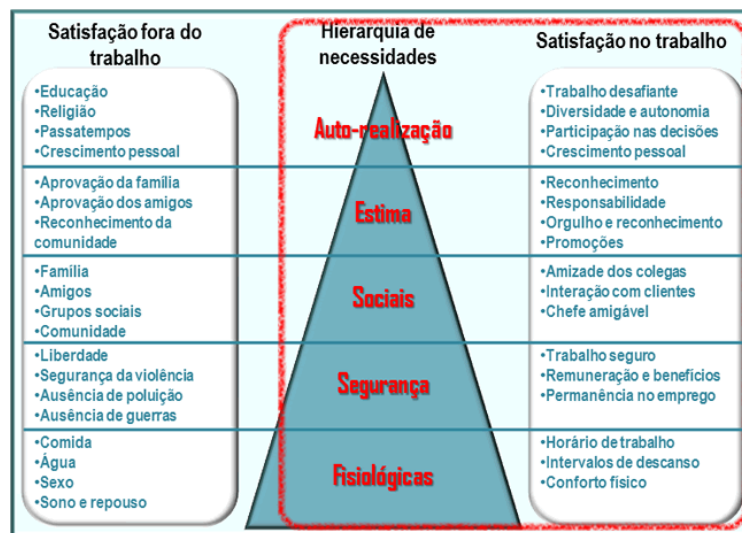 Satisfação fora do
trabalho
Hierarquia de
necessidades
Satisfação no trabalho
•Educação
•Religião
•Passatempos
•Crescimento pessoal
Auto-realização
•Trabalho desafiante
•Diversidade e autonomia
•Participação nas decisões
•Crescimento pessoal
•Aprovação da família
•Aprovação dos amigos
•Reconhecimento da
comunidade
Estima
•Reconhecimento
•Responsabilidade
•Orgulho e reconhecimento
•Promoções
•Família
•Amigos
•Grupos sociais
•Comunidade
Sociais
•Amizade dos colegas
•Interação com clientes
•Chefe amigável
•Liberdade
•Segurança da violência
•Ausência de poluição
•Ausência de guerras
Segurança
•Trabalho seguro
•Remuneração e benefícios
•Permanência no emprego
•Comida
•Água
•Sexo
•Sono e repouso
Fisiológicas
•Horário de trabalho
•Intervalos de descanso
•Conforto físico